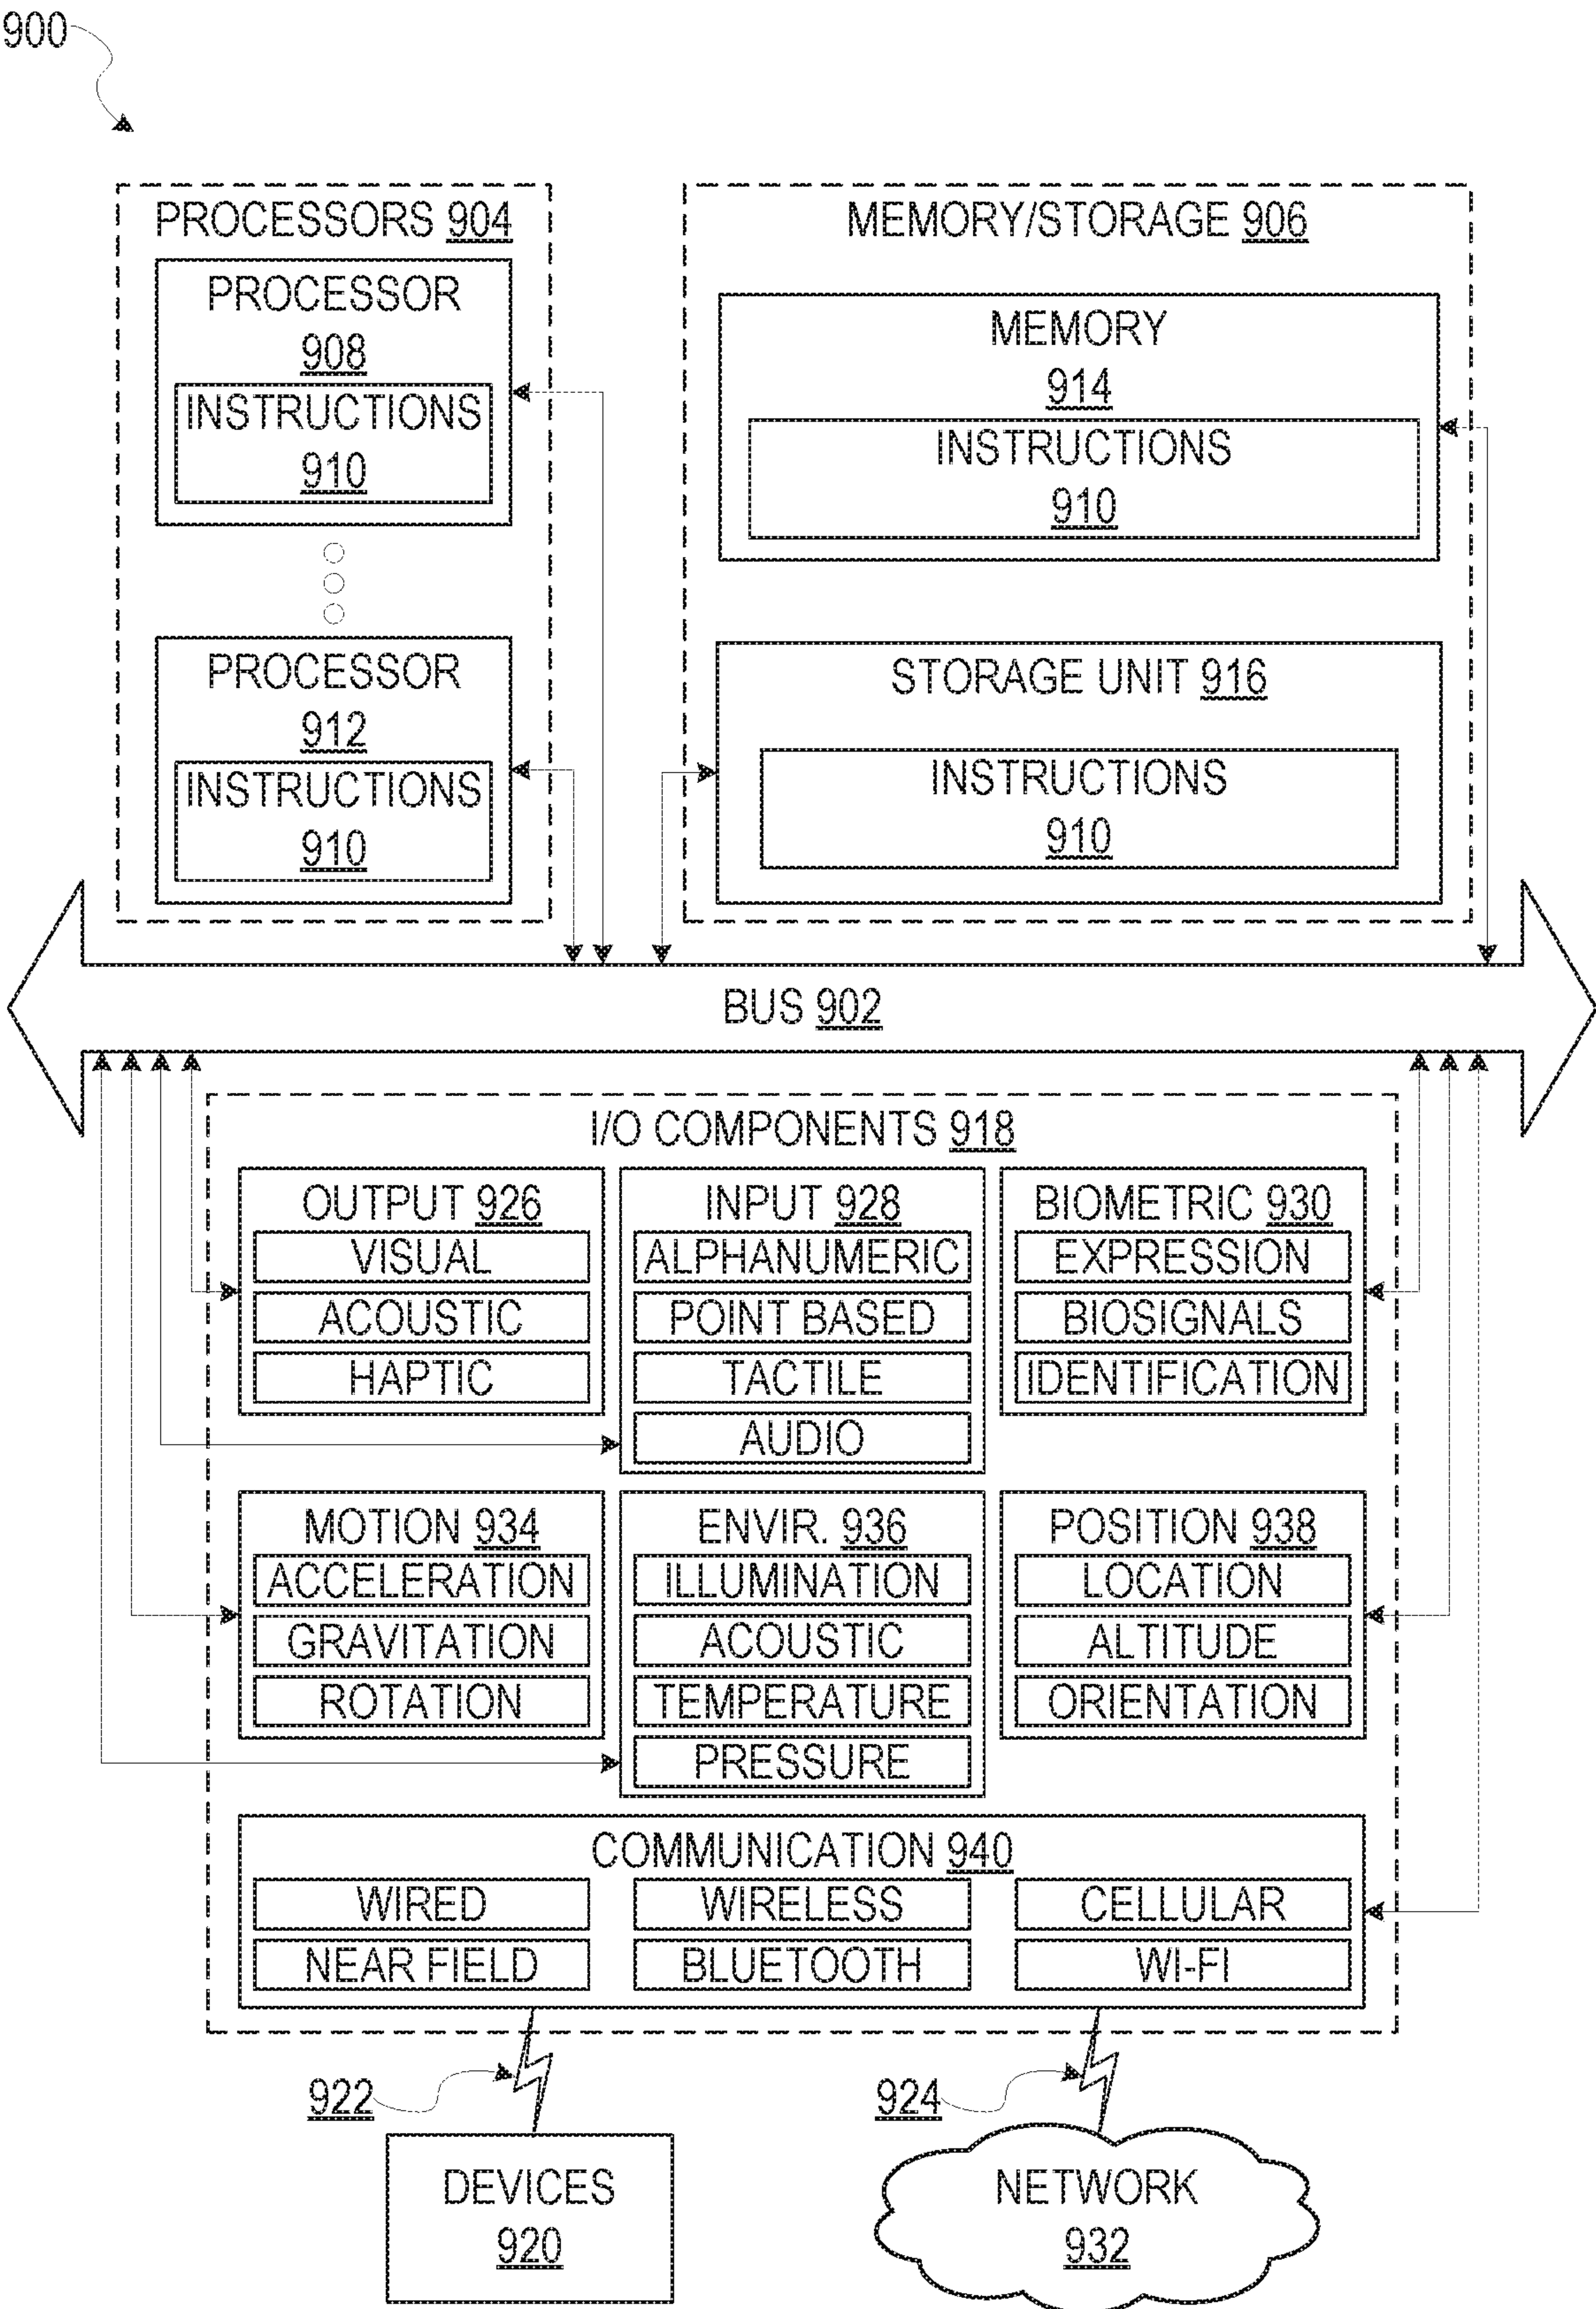 900
PROCESSORS 904
PROCESSOR
908
INSTRUCTIONS
910
PROCESSOR
912
INSTRUCTIONS
910
MEMORY/STORAGE 906
MEMORY
914
INSTRUCTIONS
910
STORAGE UNIT 916
INSTRUCTIONS
910
BUS 902
I/O COMPONENTS 918
OUTPUT 926
VISUAL
ACOUSTIC
HAPTIC
INPUT 928
ALPHANUMERIC
POINT BASED
TACTILE
AUDIO
BIOMETRIC 930
EXPRESSION
BIOSIGNALS
IDENTIFICATION
MOTION 934
ACCELERATION
GRAVITATION
ROTATION
ENVIR. 936
ILLUMINATION
ACOUSTIC
TEMPERATURE
PRESSURE
POSITION 938
LOCATION
ALTITUDE
ORIENTATION
COMMUNICATION 940
WIRED
WIRELESS
CELLULAR
NEAR FIELD
BLUETOOTH
WI-FI
922
924
DEVICES
920
NETWORK
932